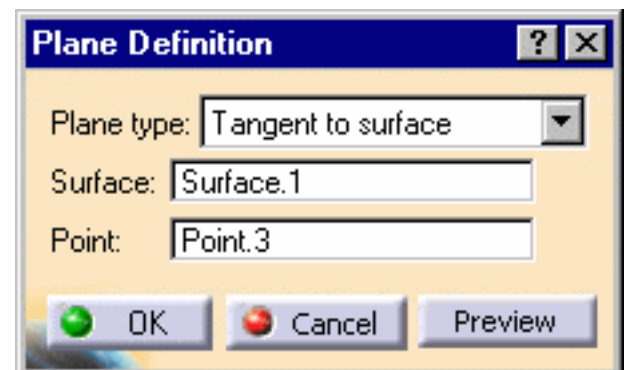 Plane Definition ? X
Plane type: Tangent to surface
Surface: Surface.1
Point: Point.3
OK Cancel Preview